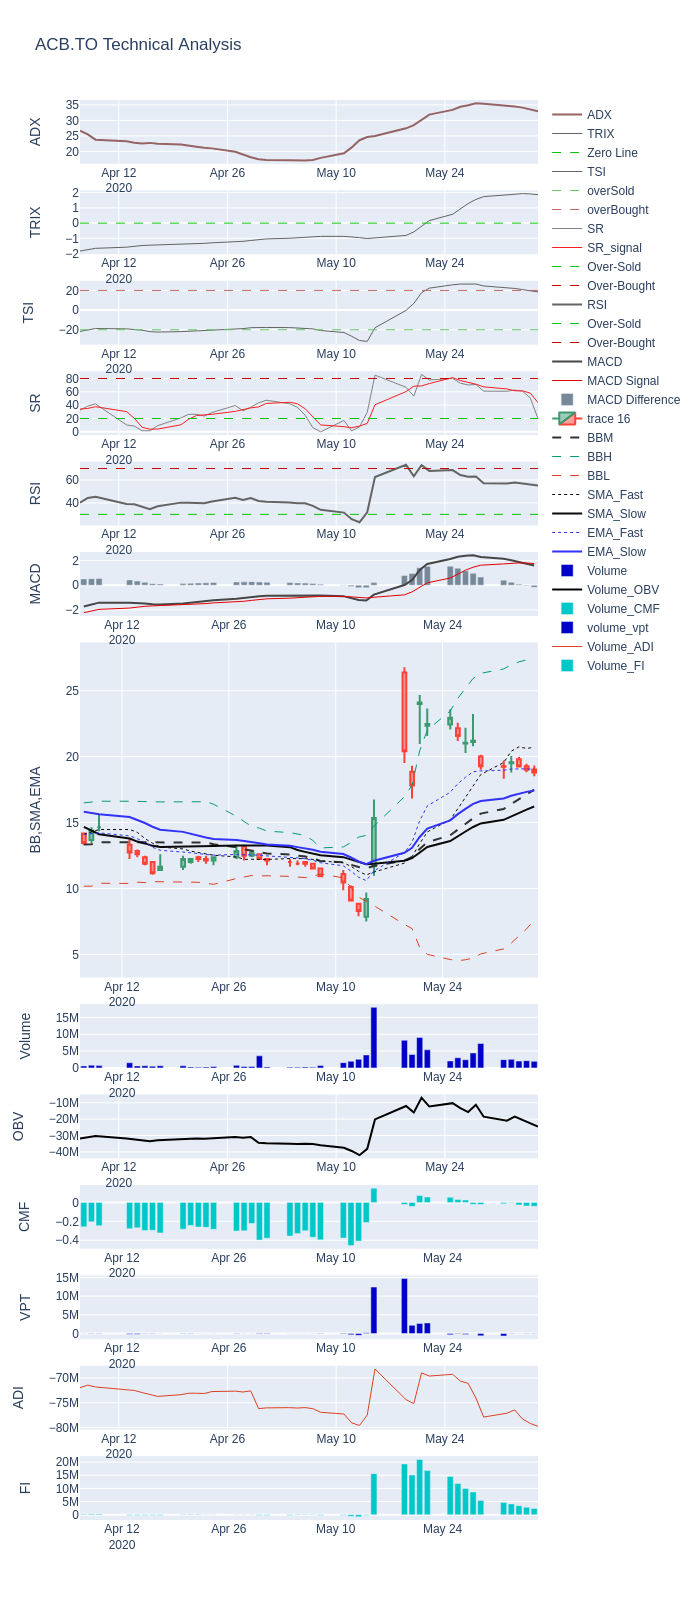 ACB.TO Technical Analysis
ADX
35
30
25
20
Apr 12
2020
Apr 26
May 10
May 24
TRIX
2
1
0
−1
−2
Apr 12
2020
Apr 26
May 10
May 24
TSI
20
0
−20
Apr 12
2020
Apr 26
May 10
May 24
SR
80
60
40
20
0
Apr 12
2020
Apr 26
May 10
May 24
RSI
60
40
Apr 12
2020
Apr 26
May 10
May 24
MACD
2
0
−2
Apr 12
2020
Apr 26
May 10
May 24
BB,SMA,EMA
25
20
15
10
5
Apr 12
2020
Apr 26
May 10
May 24
Volume
15M
10M
5M
0
Apr 12
2020
Apr 26
May 10
May 24
OBV
−10M
−20M
−30M
−40M
Apr 12
2020
Apr 26
May 10
May 24
CMF
0
−0.2
−0.4
Apr 12
2020
Apr 26
May 10
May 24
VPT
15M
10M
5M
0
Apr 12
2020
Apr 26
May 10
May 24
ADI
−70M
−75M
−80M
Apr 12
2020
Apr 26
May 10
May 24
FI
20M
15M
10M
5M
0
Apr 12
2020
Apr 26
May 10
May 24
ADX
TRIX
Zero Line
TSI
overSold
overBought
SR
SR_signal
Over-Sold
Over-Bought
RSI
Over-Sold
Over-Bought
MACD
MACD Signal
MACD Difference
trace 16
BBM
BBH
BBL
SMA_Fast
SMA_Slow
EMA_Fast
EMA_Slow
Volume
Volume_OBV
Volume_CMF
volume_vpt
Volume_ADI
Volume_FI